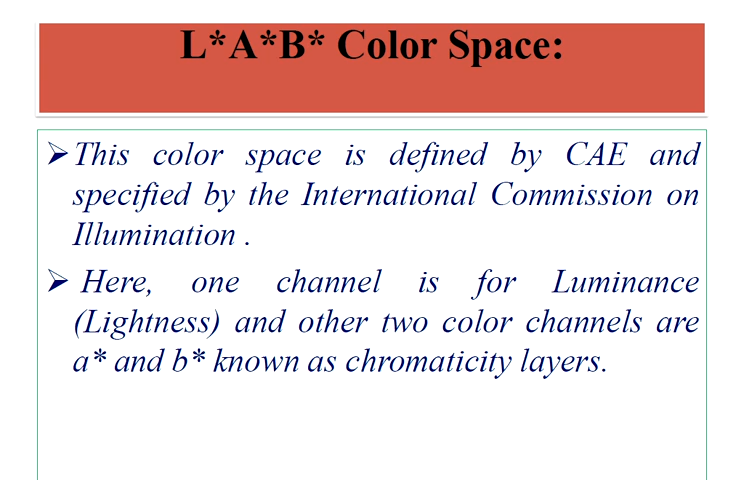 L*A*B* Color Space:
➢This color space is defined by CAE and
specified by the International Commission on
Illumination .
➢ Here, one channel is for Luminance
(Lightness) and other two color channels are
a* and b* known as chromaticity layers.